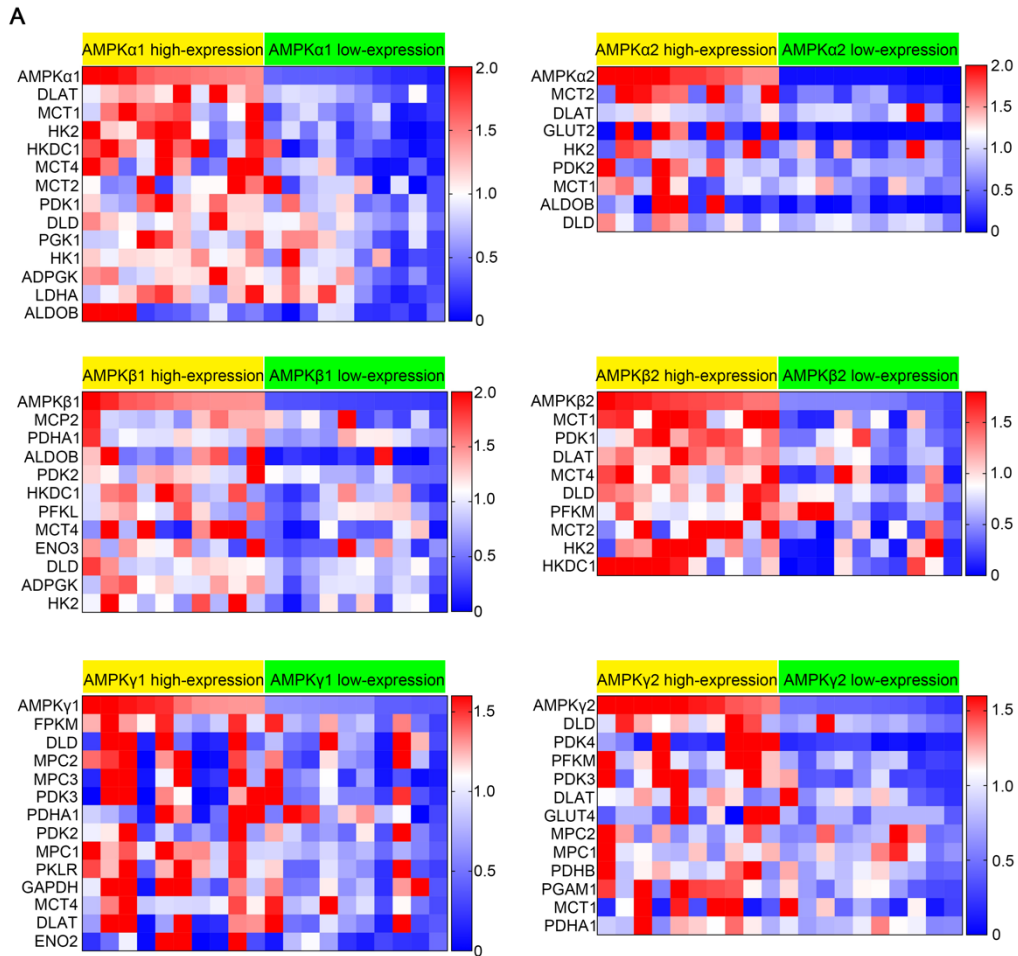 A
AMPKα1 high-expression AMPKα1 low-expression
AMPKα1
DLAT
MCT1
HK2
HKDC1
MCT4
MCT2
PDK1
DLD
PGK1
HK1
ADPGK
LDHA
ALDOB
2.0
1.5
1.0
0.5
0
AMPKα2 high-expression AMPKα2 low-expression
AMPKα2
MCT2
DLAT
GLUT2
HK2
PDK2
MCT1
ALDOB
DLD
2.0
1.5
1.0
0.5
0
AMPKβ1 high-expression AMPKβ1 low-expression
AMPKβ1
MCP2
PDHA1
ALDOB
PDK2
HKDC1
PFKL
MCT4
ENO3
DLD
ADPGK
HK2
2.0
1.5
1.0
0.5
0
AMPKβ2 high-expression AMPKβ2 low-expression
AMPKβ2
MCT1
PDK1
DLAT
MCT4
DLD
PFKM
MCT2
HK2
HKDC1
1.5
1.0
0.5
0
AMPKγ1 high-expression AMPKγ1 low-expression
AMPKγ1
FPKM
DLD
MPC2
MPC3
PDK3
PDHA1
PDK2
MPC1
PKLR
GAPDH
MCT4
DLAT
ENO2
1.5
1.0
0.5
0
AMPKγ2 high-expression AMPKγ2 low-expression
AMPKγ2
DLD
PDK4
PFKM
PDK3
DLAT
GLUT4
MPC2
MPC1
PDHB
PGAM1
MCT1
PDHA1
1.5
1.0
0.5
0